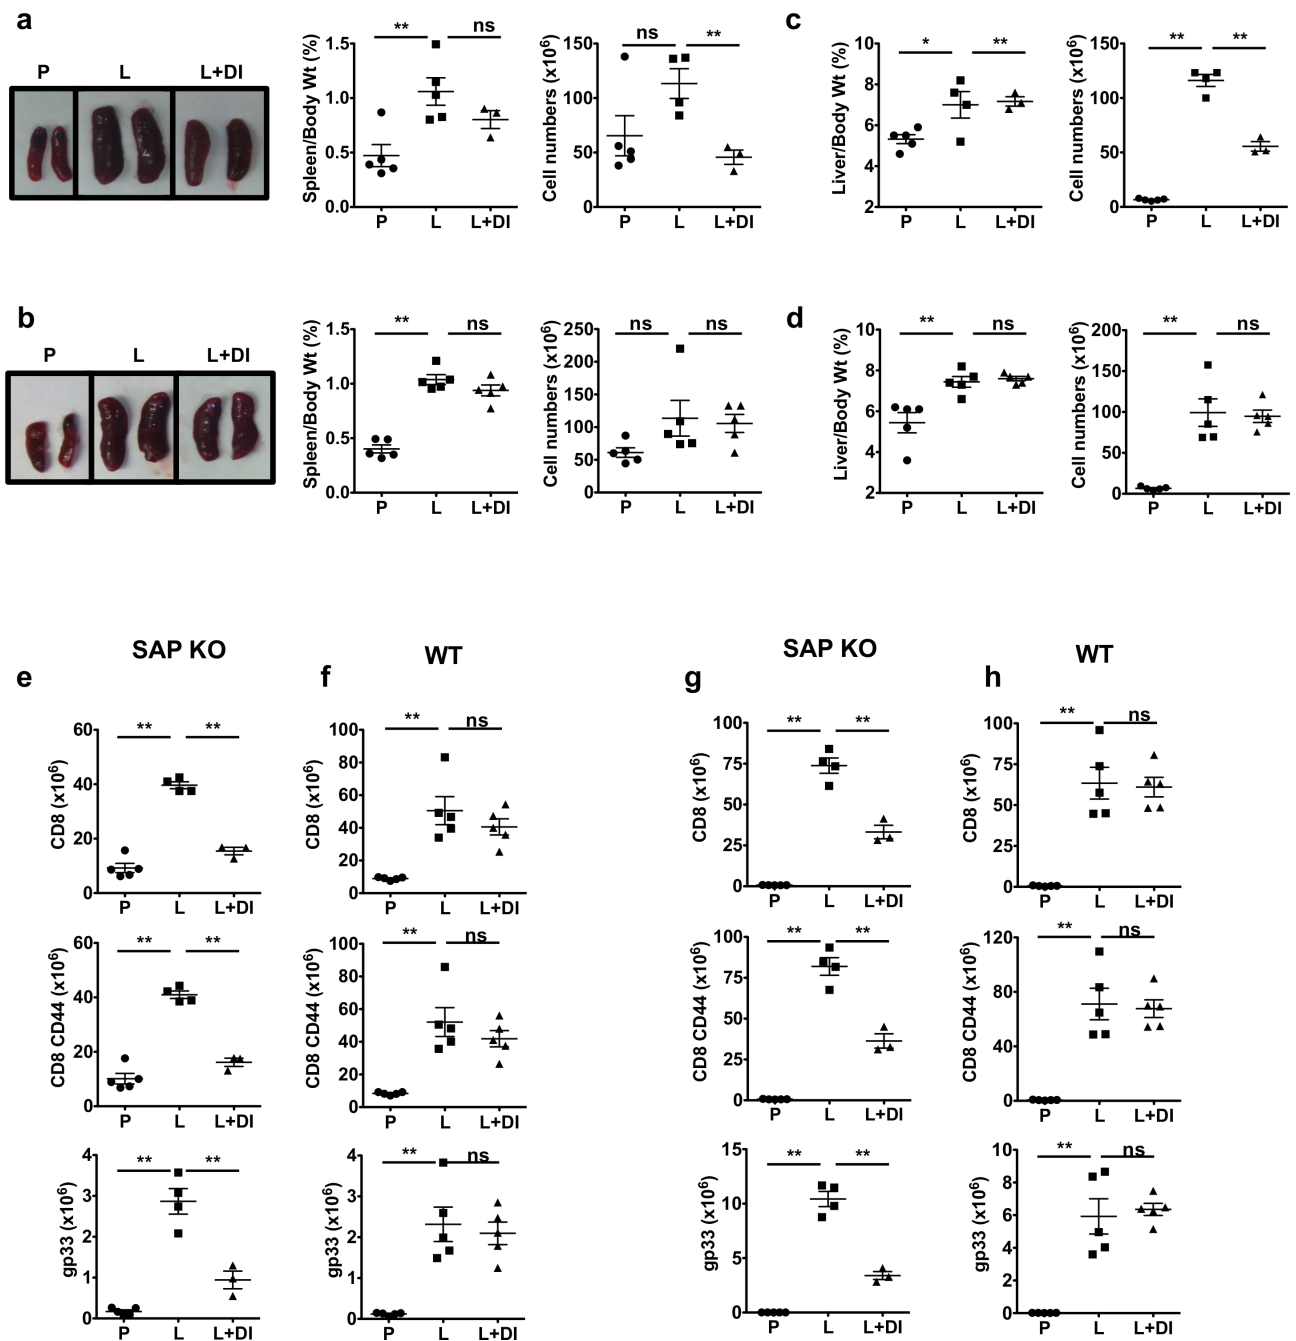 a
P L L+DI
Spleen/Body Wt (%)
1.5
1.0
0.5
0.0
** ns
P L L+DI
Cell numbers (x10⁶)
150
100
50
0
ns **
P L L+DI
c
Liver/Body Wt (%)
10
8
6
4
2
* **
P L L+DI
Cell numbers (x10⁶)
150
100
50
0
** **
P L L+DI
b
P L L+DI
Spleen/Body Wt (%)
1.5
1.0
0.5
0.0
** ns
P L L+DI
Cell numbers (x10⁶)
250
200
150
100
50
0
ns ns
P L L+DI
d
Liver/Body Wt (%)
10
8
6
4
2
** ns
P L L+DI
Cell numbers (x10⁶)
200
150
100
50
0
** ns
P L L+DI
SAP KO
e
CD8 (x10⁶)
60
40
20
0
** **
P L L+DI
CD8 CD44 (x10⁶)
60
40
20
0
** **
P L L+DI
gp33 (x10⁶)
4
3
2
1
0
** **
P L L+DI
WT
f
CD8 (x10⁶)
100
80
60
40
20
0
** ns
P L L+DI
CD8 CD44 (x10⁶)
100
80
60
40
20
0
** ns
P L L+DI
gp33 (x10⁶)
4
3
2
1
0
** ns
P L L+DI
SAP KO
g
CD8 (x10⁶)
100
75
50
25
0
** **
P L L+DI
CD8 CD44 (x10⁶)
100
75
50
25
0
** **
P L L+DI
gp33 (x10⁶)
15
10
5
0
** **
P L L+DI
WT
h
CD8 (x10⁶)
100
75
50
25
0
** ns
P L L+DI
CD8 CD44 (x10⁶)
120
80
40
0
** ns
P L L+DI
gp33 (x10⁶)
10
8
6
4
2
0
** ns
P L L+DI